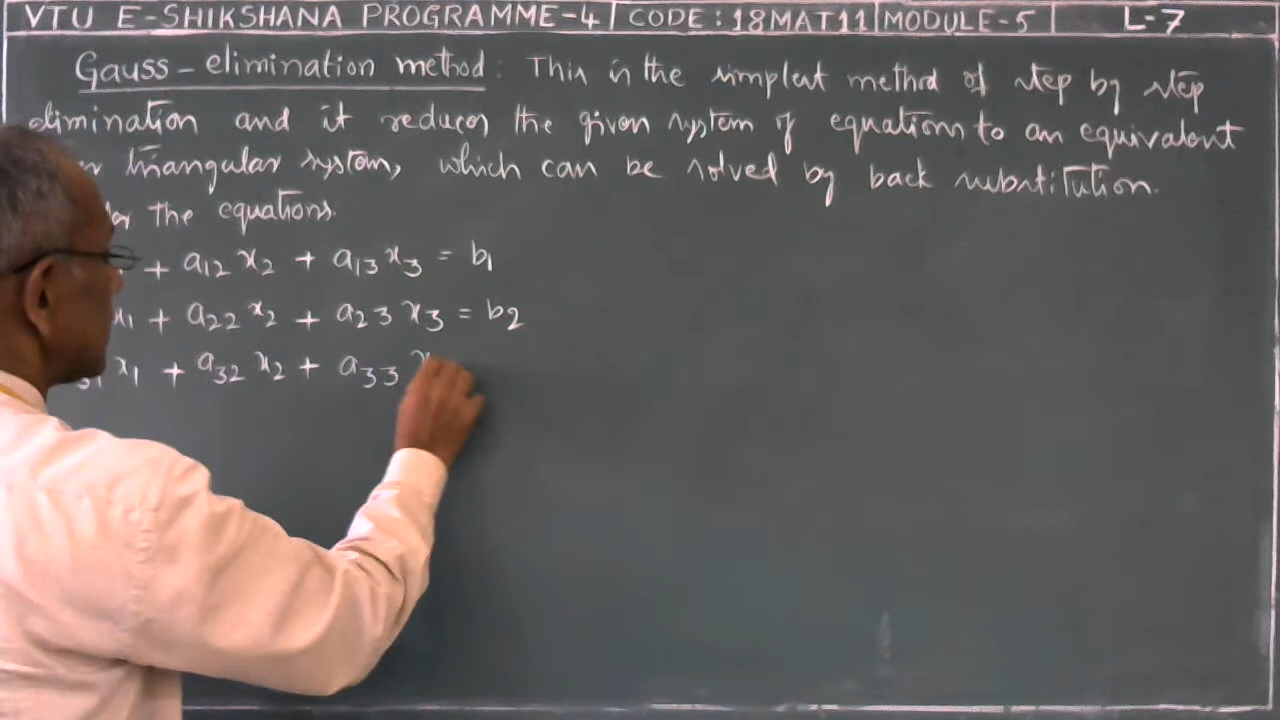 VTU E-SHIKSHANA PROGRAMME-4 | CODE: 18MAT11 | MODULE-5 | L-7
Gauss-elimination method: This is the simplest method of step by step
elimination and it reduces the given system of equations to an equivalent
triangular system, which can be solved by back substitution.
the equations
+ a12 x2 + a13 x3 = b1
x1 + a22 x2 + a23 x3 = b2
31 x1 + a32 x2 + a33 x